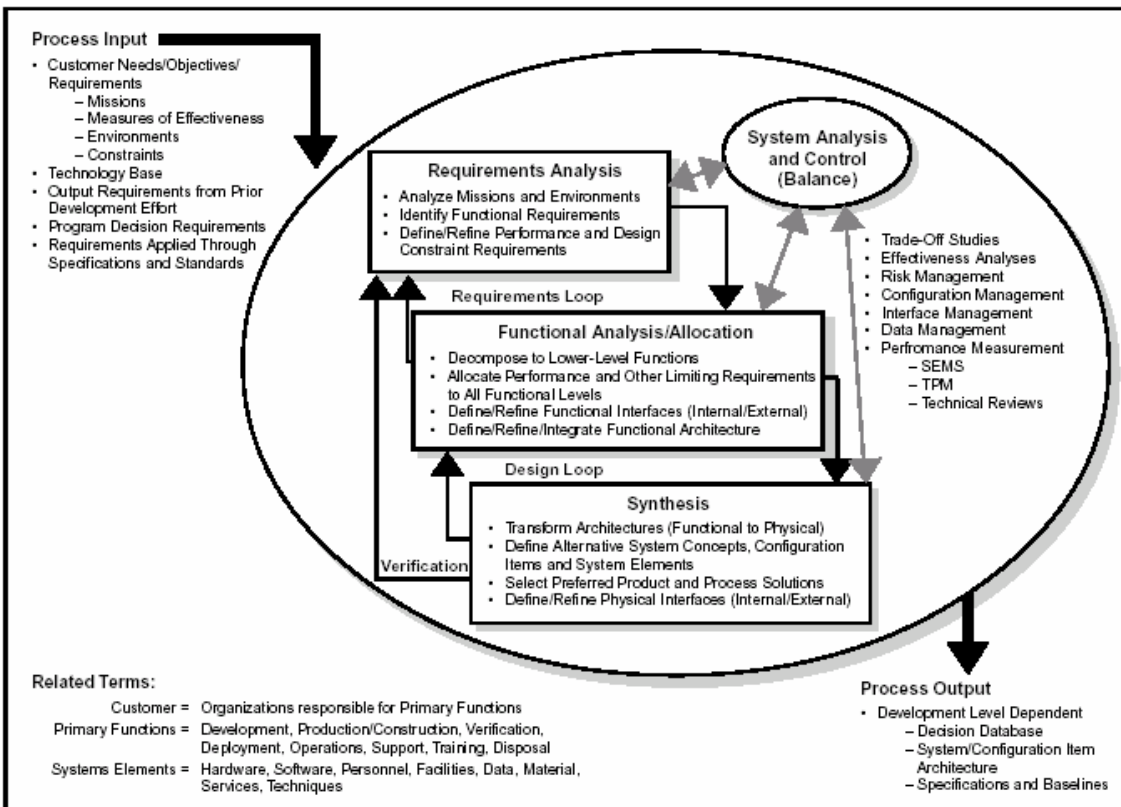 Process Input
• Customer Needs/Objectives/
Requirements
– Missions
– Measures of Effectiveness
– Environments
– Constraints
• Technology Base
• Output Requirements from Prior
Development Effort
• Program Decision Requirements
• Requirements Applied Through
Specifications and Standards
System Analysis
and Control
(Balance)
Requirements Analysis
• Analyze Missions and Environments
• Identify Functional Requirements
• Define/Refine Performance and Design
Constraint Requirements
• Trade-Off Studies
• Effectiveness Analyses
• Risk Management
• Configuration Management
• Interface Management
• Data Management
• Perfromance Measurement
– SEMS
– TPM
– Technical Reviews
Requirements Loop
Functional Analysis/Allocation
• Decompose to Lower-Level Functions
• Allocate Performance and Other Limiting Requirements
to All Functional Levels
• Define/Refine Functional Interfaces (Internal/External)
• Define/Refine/Integrate Functional Architecture
Design Loop
Synthesis
• Transform Architectures (Functional to Physical)
• Define Alternative System Concepts, Configuration
Items and System Elements
• Select Preferred Product and Process Solutions
• Define/Refine Physical Interfaces (Internal/External)
Verification
Related Terms:
Customer = Organizations responsible for Primary Functions
Primary Functions = Development, Production/Construction, Verification,
Deployment, Operations, Support, Training, Disposal
Systems Elements = Hardware, Software, Personnel, Facilities, Data, Material,
Services, Techniques
Process Output
• Development Level Dependent
– Decision Database
– System/Configuration Item
Architecture
– Specifications and Baselines